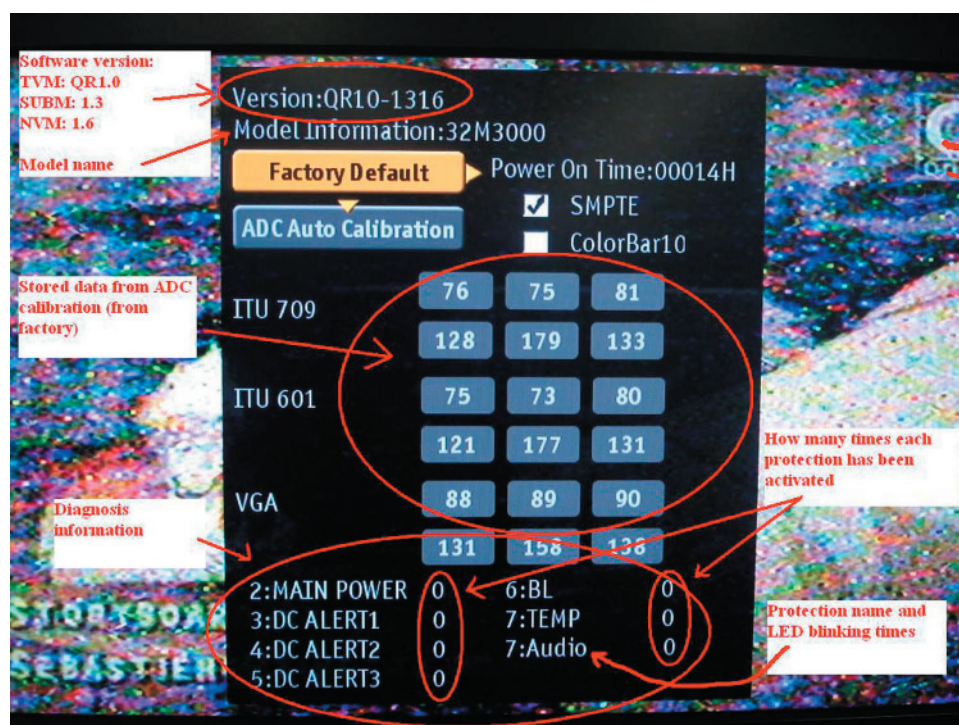 Software version:
TVM: QR1.0
SUBM: 1.3
NVM: 1.6
Model name
Version:QR10-1316
Model Information:32M3000
Factory Default
Power On Time:00014H
SMPTE
ADC Auto Calibration
ColorBar10
Stored data from ADC
calibration (from
factory)
ITU 709
76 75 81
128 179 133
ITU 601
75 73 80
121 177 131
How many times each
protection has been
activated
VGA
88 89 90
131 158 138
Diagnosis
information
2:MAIN POWER 0
3:DC ALERT1 0
4:DC ALERT2 0
5:DC ALERT3 0
6:BL 0
7:TEMP 0
7:Audio 0
Protection name and
LED blinking times